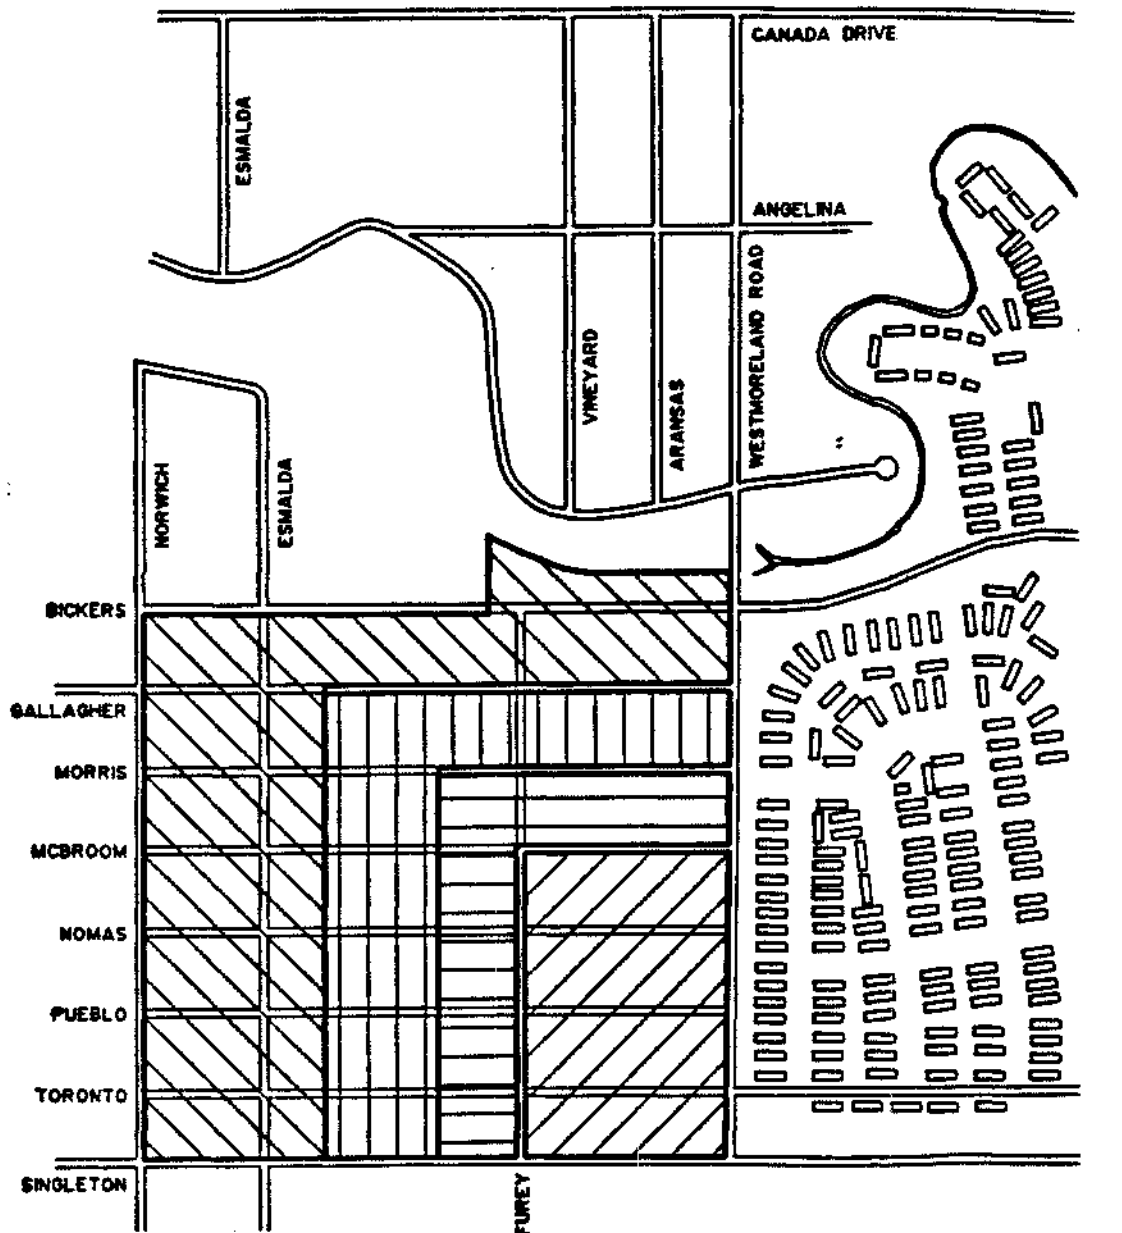 CANADA DRIVE
ESMALDA
ANGELINA
WESTMORELAND ROAD
VINEYARD
ARANSAS
NORWICH
ESMALDA
BICKERS
GALLAGHER
MORRIS
MCBROOM
NOMAS
PUEBLO
TORONTO
SINGLETON
FUREY